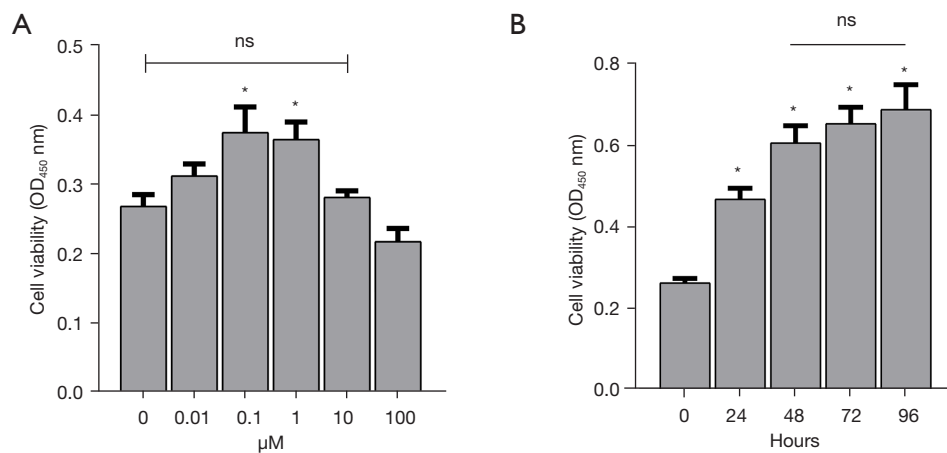 A
ns
Cell viability (OD450 nm)
0.5
0.4
0.3
0.2
0.1
0.0
*
*
0 0.01 0.1 1 10 100
µM
B
ns
Cell viability (OD450 nm)
0.8
0.6
0.4
0.2
0.0
*
*
*
*
0 24 48 72 96
Hours